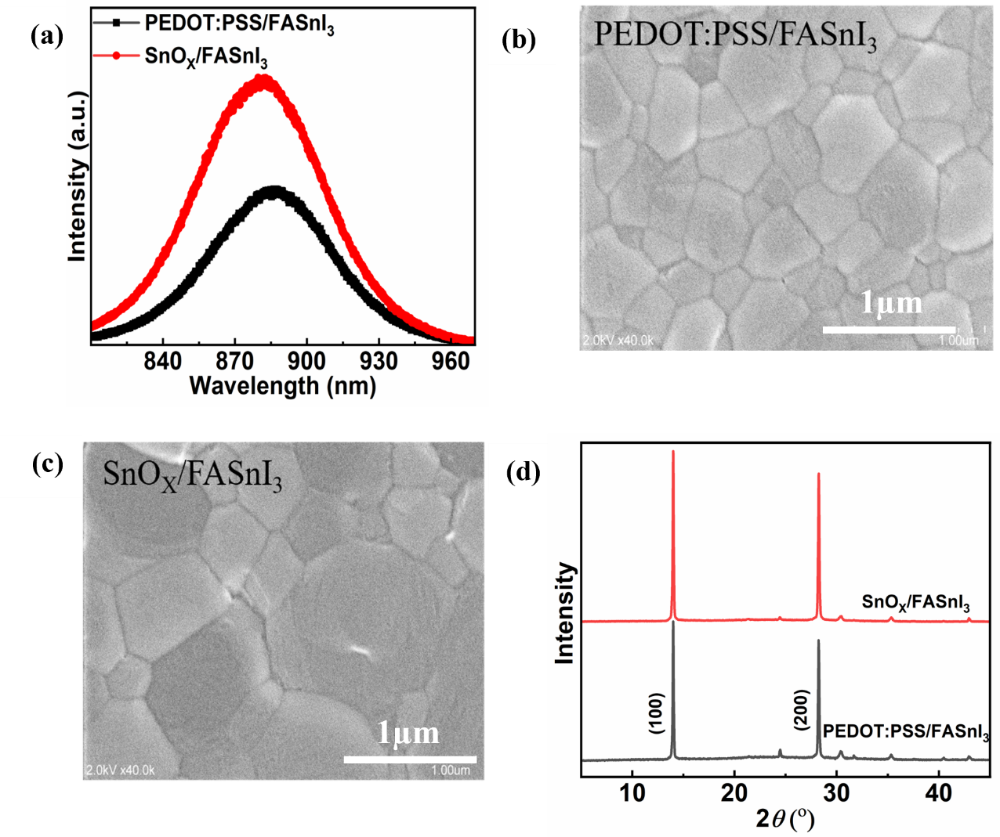 (a)
PEDOT:PSS/FASnI₃
SnOₓ/FASnI₃
Intensity (a.u.)
840 870 900 930 960
Wavelength (nm)
(b)
PEDOT:PSS/FASnI₃
1μm
2.0kV x40.0k 1.00um
(c)
SnOₓ/FASnI₃
1μm
2.0kV x40.0k 1.00um
(d)
Intensity
SnOₓ/FASnI₃
(100)
(200)
PEDOT:PSS/FASnI₃
10 20 30 40
2θ (°)